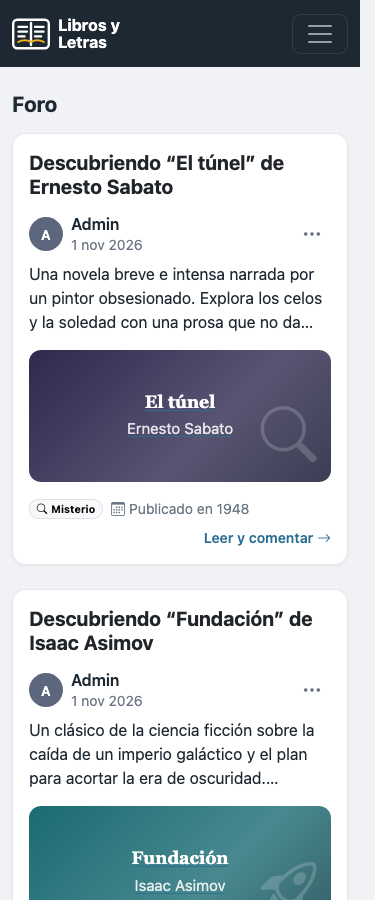 Libros y
Letras
Foro
Descubriendo “El túnel” de
Ernesto Sabato
A
Admin
1 nov 2026
Una novela breve e intensa narrada por
un pintor obsesionado. Explora los celos
y la soledad con una prosa que no da...
El túnel
Ernesto Sabato
Misterio
Publicado en 1948
Leer y comentar →
Descubriendo “Fundación” de
Isaac Asimov
A
Admin
1 nov 2026
Un clásico de la ciencia ficción sobre la
caída de un imperio galáctico y el plan
para acortar la era de oscuridad....
Fundación
Isaac Asimov